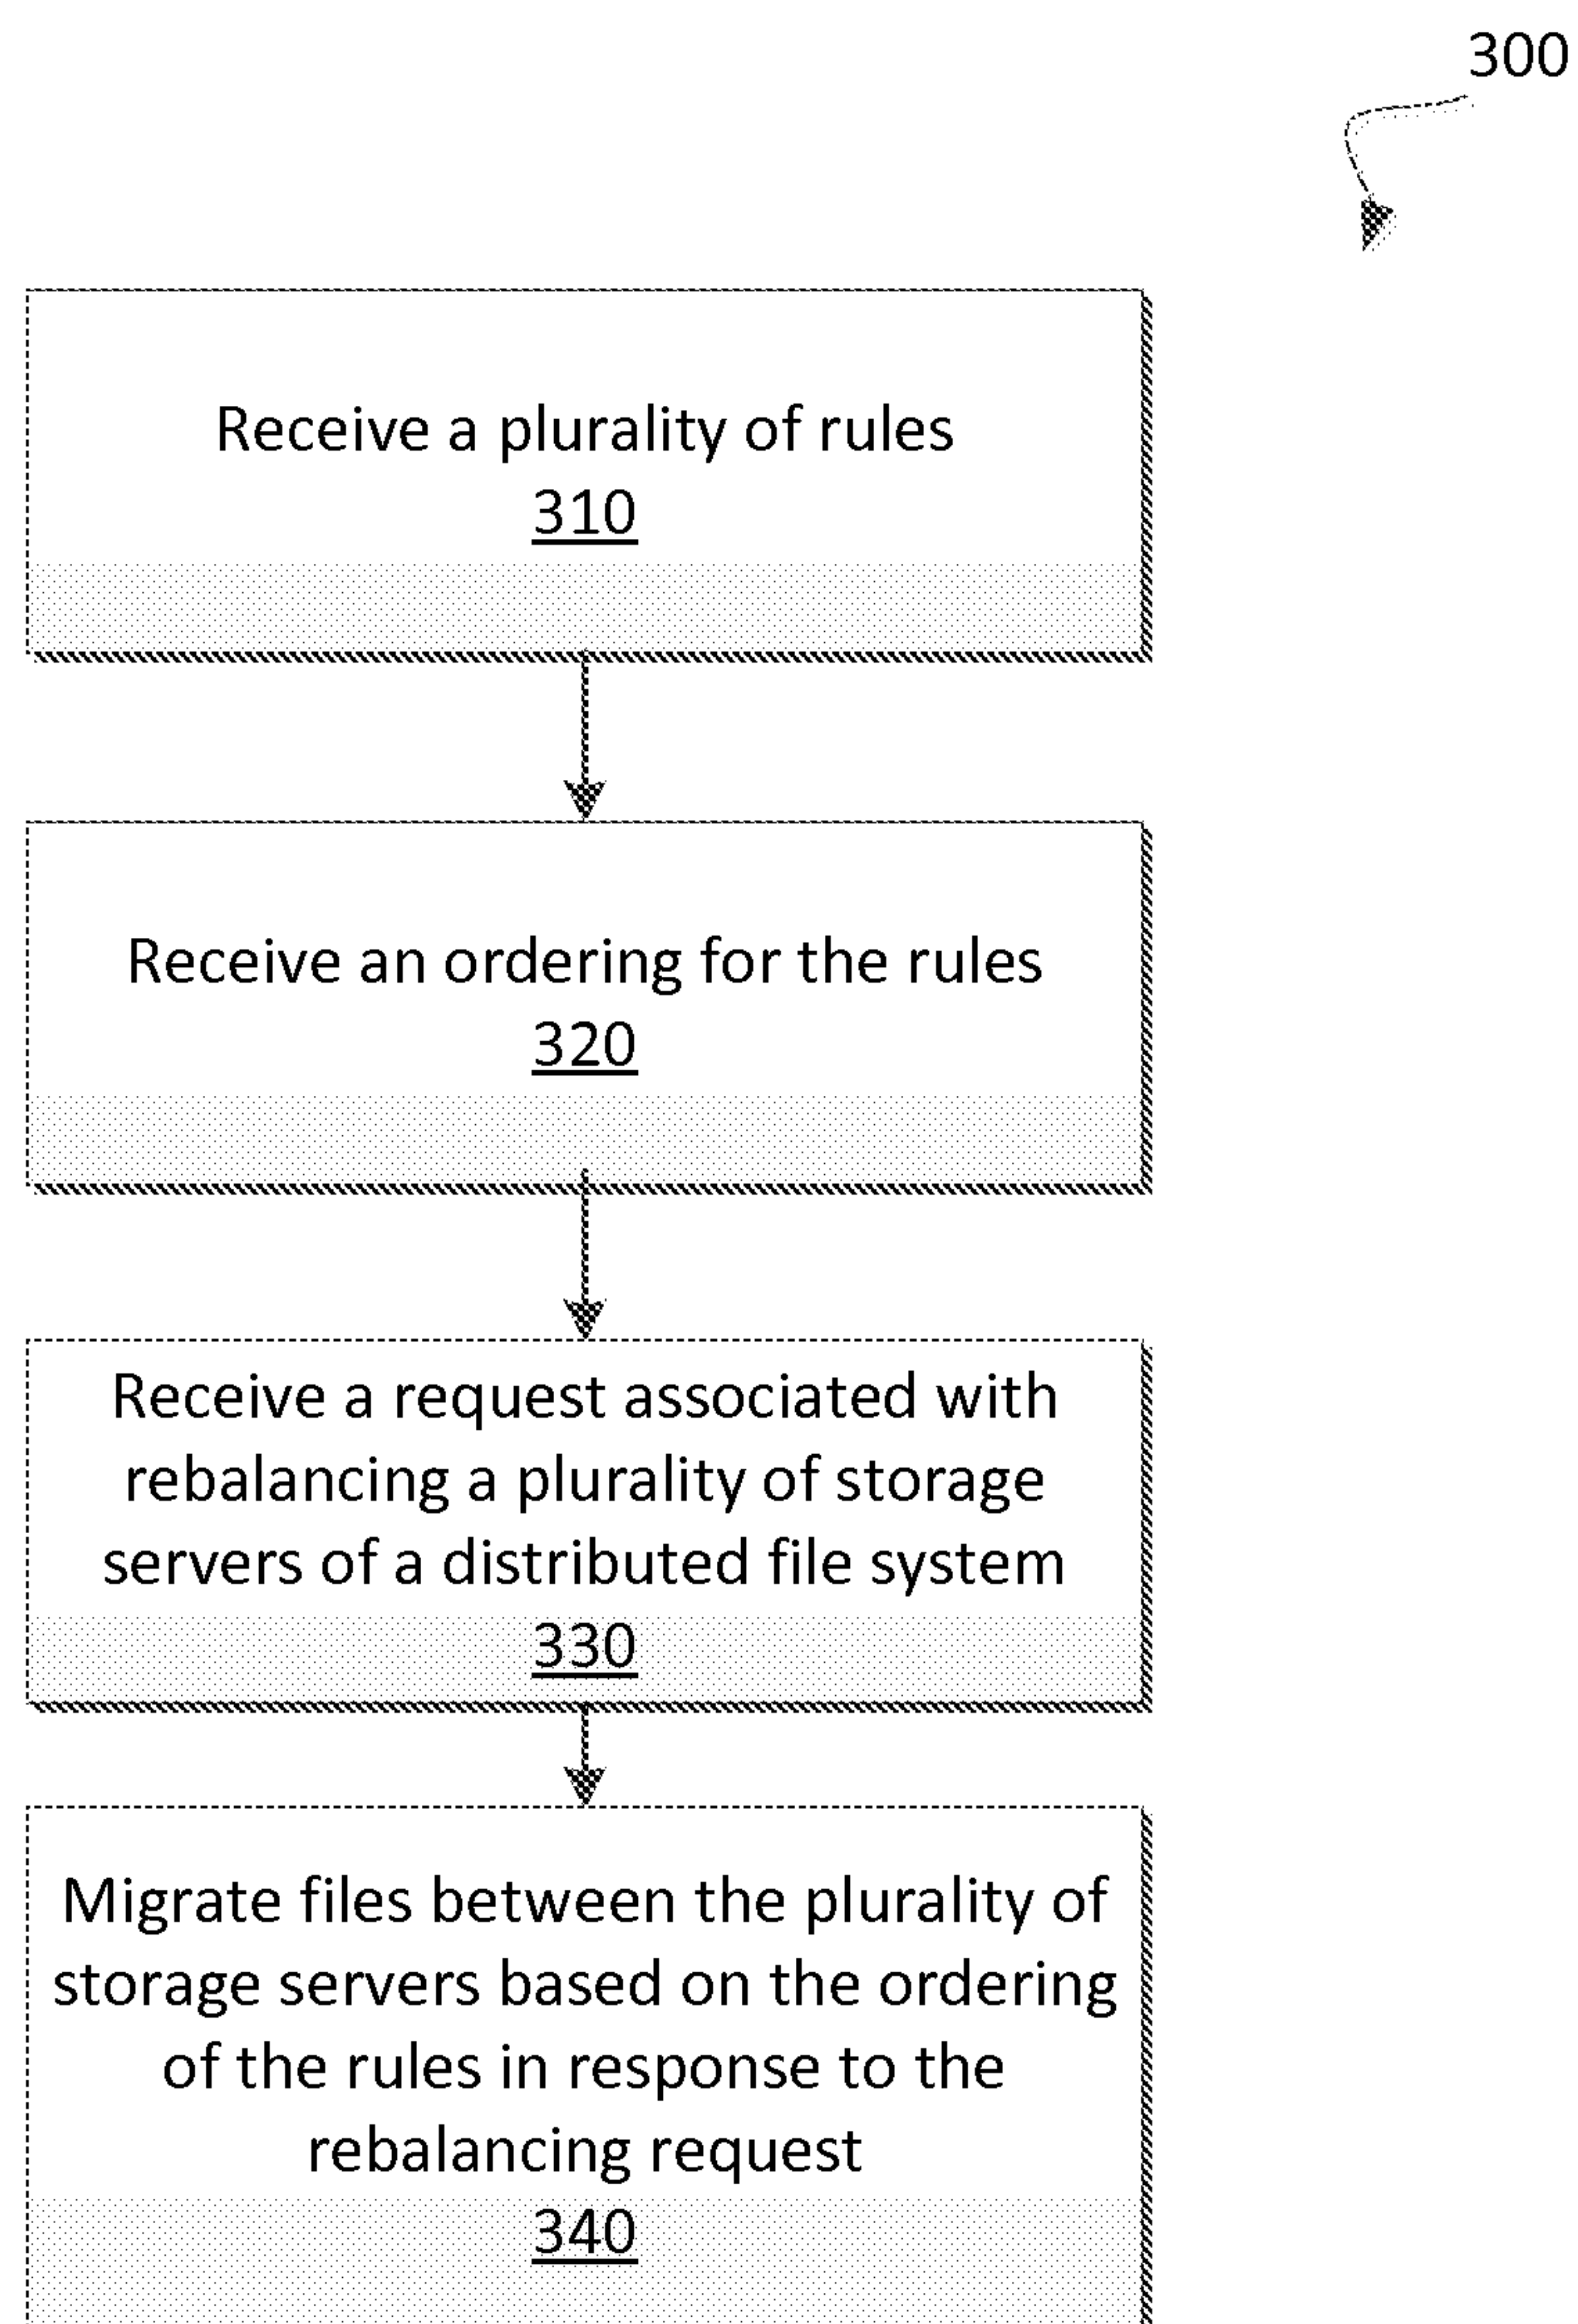 300
Receive a plurality of rules
310
Receive an ordering for the rules
320
Receive a request associated with
rebalancing a plurality of storage
servers of a distributed file system
330
Migrate files between the plurality of
storage servers based on the ordering
of the rules in response to the
rebalancing request
340